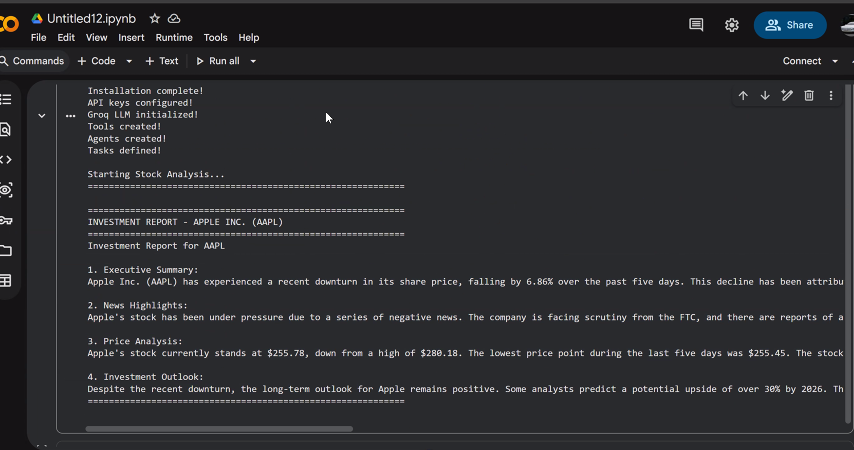 Untitled12.ipynb
File Edit View Insert Runtime Tools Help
Share
Commands + Code + Text Run all
Connect
Installation complete!
API keys configured!
Groq LLM initialized!
Tools created!
Agents created!
Tasks defined!
Starting Stock Analysis...
================================================================
================================================================
INVESTMENT REPORT - APPLE INC. (AAPL)
================================================================
Investment Report for AAPL
1. Executive Summary:
Apple Inc. (AAPL) has experienced a recent downturn in its share price, falling by 6.86% over the past five days. This decline has been attribu
2. News Highlights:
Apple's stock has been under pressure due to a series of negative news. The company is facing scrutiny from the FTC, and there are reports of a
3. Price Analysis:
Apple's stock currently stands at $255.78, down from a high of $280.18. The lowest price point during the last five days was $255.45. The stock
4. Investment Outlook:
Despite the recent downturn, the long-term outlook for Apple remains positive. Some analysts predict a potential upside of over 30% by 2026. Th
================================================================